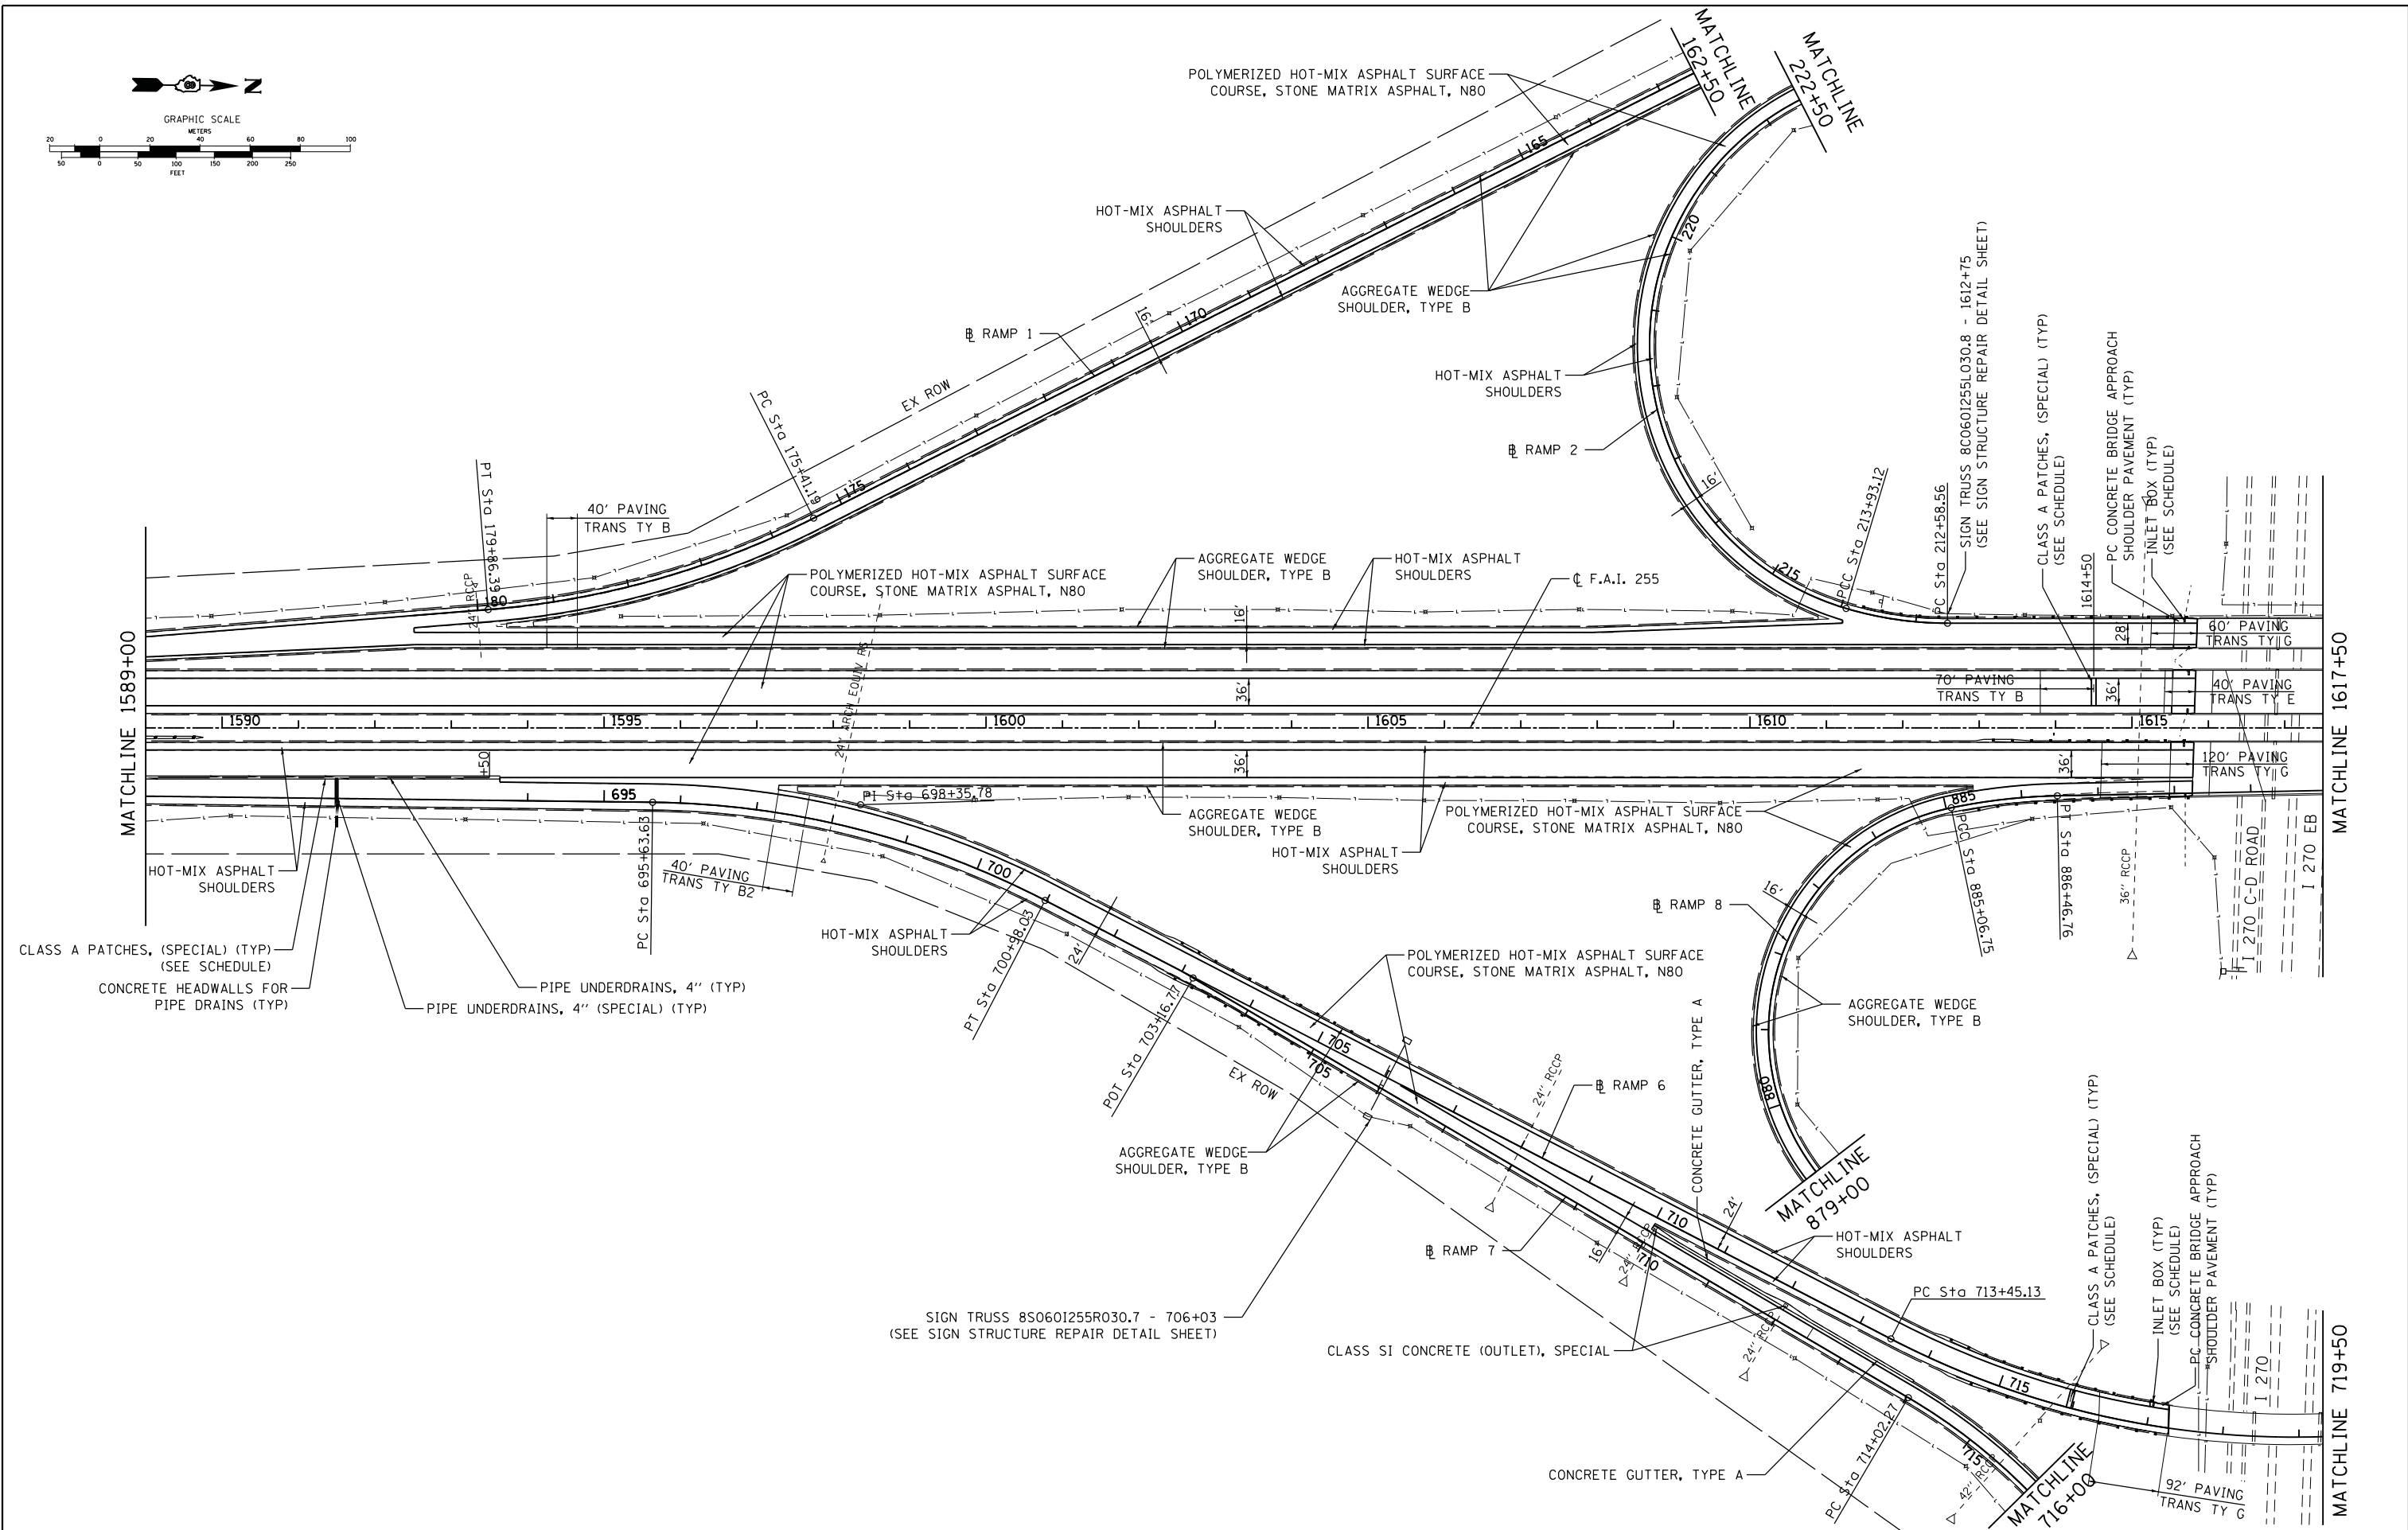 N
GRAPHIC SCALE
METERS
20 0 20 40 60 80 100
50 0 50 100 150 200 250
FEET
MATCHLINE
162+50
MATCHLINE
222+50
POLYMERIZED HOT-MIX ASPHALT SURFACE
COURSE, STONE MATRIX ASPHALT, N80
165
HOT-MIX ASPHALT
SHOULDERS
220
AGGREGATE WEDGE
SHOULDER, TYPE B
170
16'
RAMP 1
EX ROW
HOT-MIX ASPHALT
SHOULDERS
RAMP 2
16'
SIGN TRUSS 8C060I255L030.8 - 1612+75
(SEE SIGN STRUCTURE REPAIR DETAIL SHEET)
CLASS A PATCHES, (SPECIAL) (TYP)
(SEE SCHEDULE)
PC CONCRETE BRIDGE APPROACH
SHOULDER PAVEMENT (TYP)
INLET BOX (TYP)
(SEE SCHEDULE)
PC Sta 175+41.19
175
PT Sta 179+86.39
180
24" RCCP
40' PAVING
TRANS TY B
215
PCC Sta 213+93.12
PC Sta 212+58.56
1614+50
POLYMERIZED HOT-MIX ASPHALT SURFACE
COURSE, STONE MATRIX ASPHALT, N80
AGGREGATE WEDGE
SHOULDER, TYPE B
HOT-MIX ASPHALT
SHOULDERS
F.A.I. 255
16'
28'
60' PAVING
TRANS TY G
MATCHLINE 1589+00
MATCHLINE 1617+50
36'
70' PAVING
TRANS TY B
36'
40' PAVING
TRANS TY E
24" ARCH EQUIV RS
1590
1595
1600
1605
1610
1615
+50
36'
36'
120' PAVING
TRANS TY G
695
PI Sta 698+35.78
PC Sta 695+63.63
40' PAVING
TRANS TY B2
HOT-MIX ASPHALT
SHOULDERS
AGGREGATE WEDGE
SHOULDER, TYPE B
HOT-MIX ASPHALT
SHOULDERS
POLYMERIZED HOT-MIX ASPHALT SURFACE
COURSE, STONE MATRIX ASPHALT, N80
885
PCC Sta 885+06.75
PT Sta 886+46.76
36" RCCP
I 270 C-D ROAD
I 270 EB
CLASS A PATCHES, (SPECIAL) (TYP)
(SEE SCHEDULE)
CONCRETE HEADWALLS FOR
PIPE DRAINS (TYP)
PIPE UNDERDRAINS, 4" (TYP)
PIPE UNDERDRAINS, 4" (SPECIAL) (TYP)
700
HOT-MIX ASPHALT
SHOULDERS
PT Sta 700+98.03
24'
POT Sta 703+16.77
16'
RAMP 8
POLYMERIZED HOT-MIX ASPHALT SURFACE
COURSE, STONE MATRIX ASPHALT, N80
AGGREGATE WEDGE
SHOULDER, TYPE B
705
705
EX ROW
24" RCCP
RAMP 6
CONCRETE GUTTER, TYPE A
880
MATCHLINE
879+00
AGGREGATE WEDGE
SHOULDER, TYPE B
RAMP 7
16'
24" RCCP
710
710
24'
HOT-MIX ASPHALT
SHOULDERS
PC Sta 713+45.13
CLASS A PATCHES, (SPECIAL) (TYP)
(SEE SCHEDULE)
INLET BOX (TYP)
(SEE SCHEDULE)
PC CONCRETE BRIDGE APPROACH
SHOULDER PAVEMENT (TYP)
SIGN TRUSS 8S060I255R030.7 - 706+03
(SEE SIGN STRUCTURE REPAIR DETAIL SHEET)
CLASS SI CONCRETE (OUTLET), SPECIAL
24" RCCP
715
I 270
CONCRETE GUTTER, TYPE A
PC Sta 714+02.27
715
42" RCCP
MATCHLINE
716+00
92' PAVING
TRANS TY G
MATCHLINE 719+50